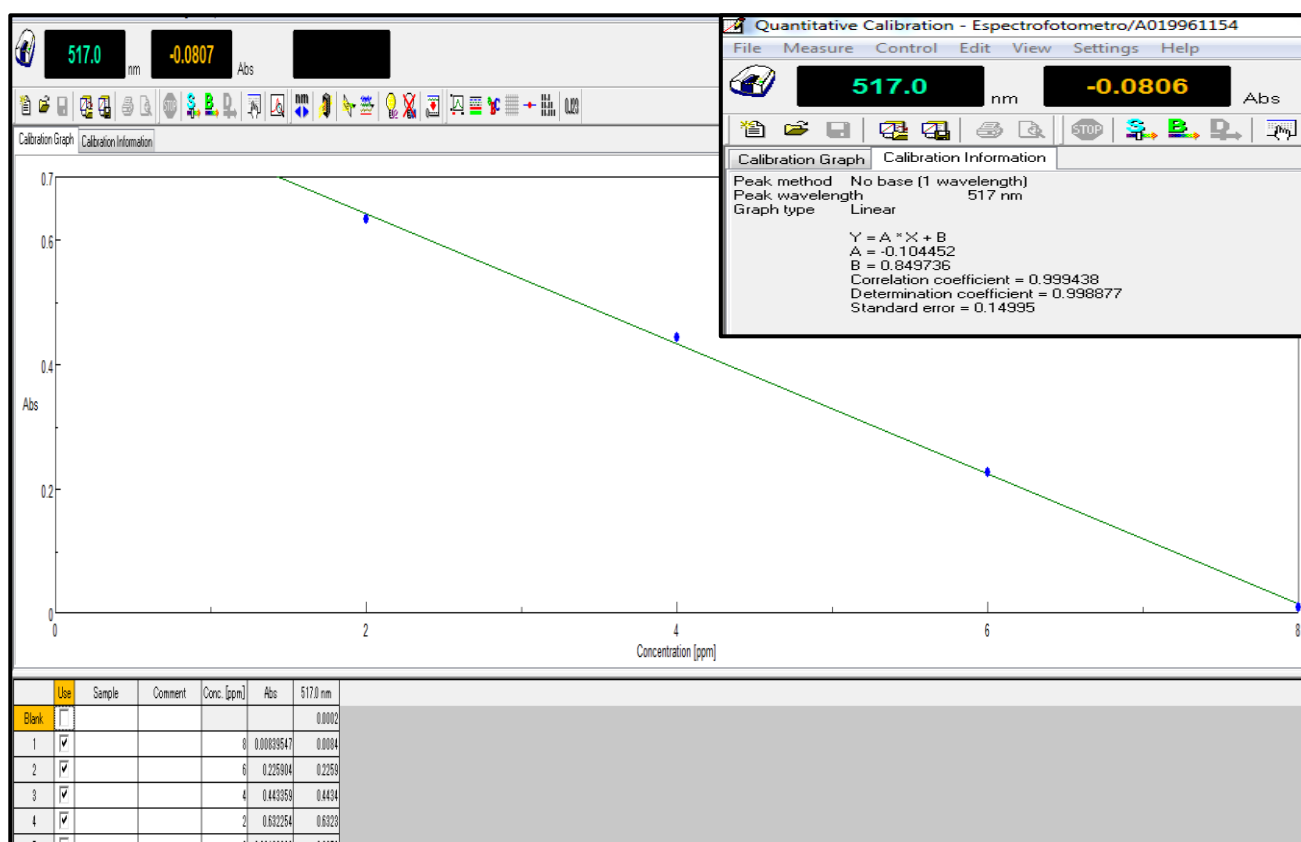 517.0 nm -0.0807 Abs
Calibration Graph Calibration Information
0.7
0.6
0.4
Abs
0.2
0
0 2 4 6 8
Concentration [ppm]
Quantitative Calibration - Espectrofotometro/A019961154
File Measure Control Edit View Settings Help
517.0 nm -0.0806 Abs
STOP S. B. D.
Calibration Graph Calibration Information
Peak method No base (1 wavelength)
Peak wavelength 517 nm
Graph type Linear
Y = A * X + B
A = -0.104452
B = 0.849736
Correlation coefficient = 0.999438
Determination coefficient = 0.998877
Standard error = 0.14995
Use Sample Comment Conc. [ppm] Abs 517.0 nm
Blank 0.0002
1 8 0.00839547 0.0084
2 6 0.225904 0.2259
3 4 0.443359 0.4434
4 2 0.632254 0.6323